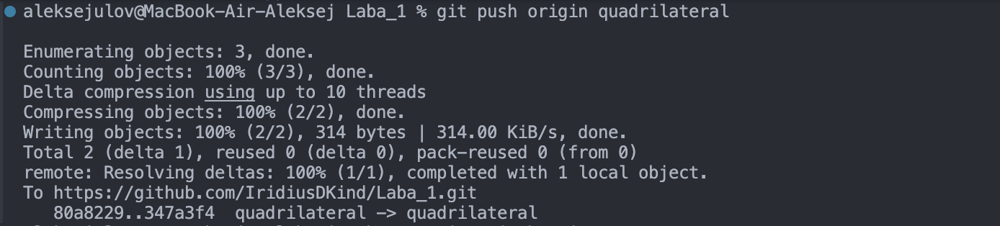 aleksejulov@MacBook-Air-Aleksej Laba_1 % git push origin quadrilateral
Enumerating objects: 3, done.
Counting objects: 100% (3/3), done.
Delta compression using up to 10 threads
Compressing objects: 100% (2/2), done.
Writing objects: 100% (2/2), 314 bytes | 314.00 KiB/s, done.
Total 2 (delta 1), reused 0 (delta 0), pack-reused 0 (from 0)
remote: Resolving deltas: 100% (1/1), completed with 1 local object.
To https://github.com/IridiusDKind/Laba_1.git
   80a8229..347a3f4  quadrilateral -> quadrilateral